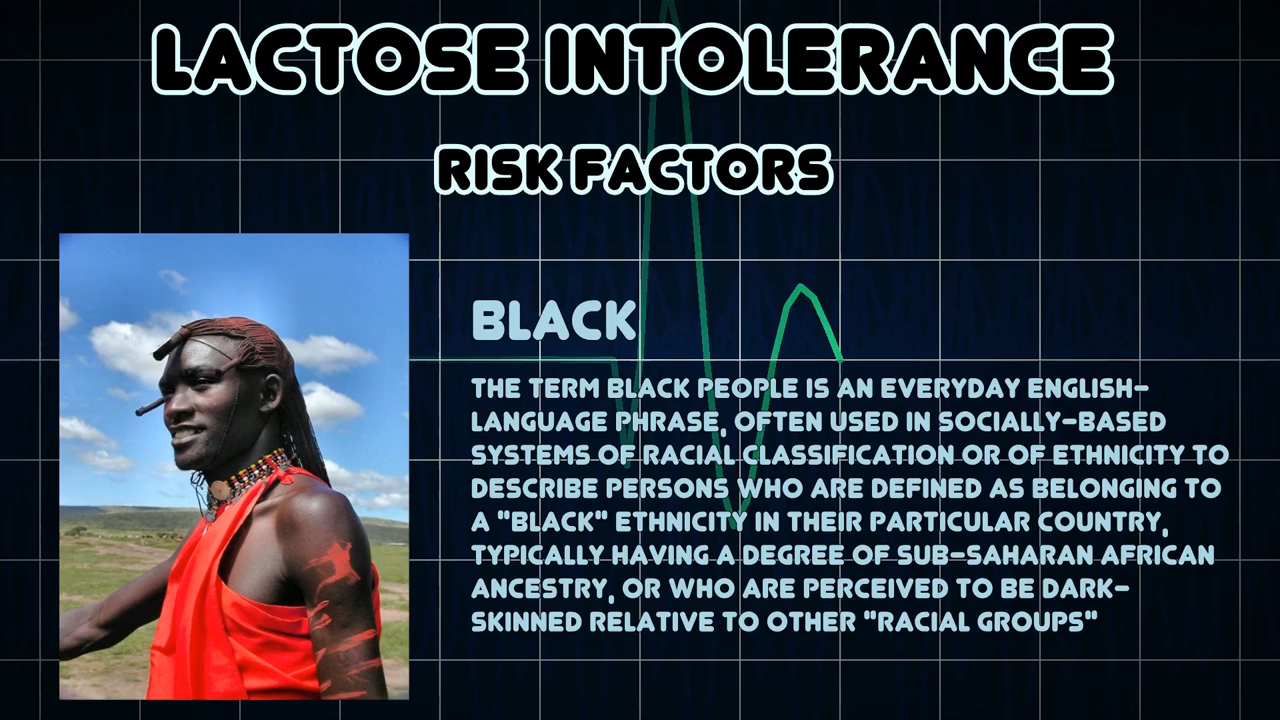 LACTOSE INTOLERANCE
RISK FACTORS
BLACK
THE TERM BLACK PEOPLE IS AN EVERYDAY ENGLISH-
LANGUAGE PHRASE, OFTEN USED IN SOCIALLY-BASED
SYSTEMS OF RACIAL CLASSIFICATION OR OF ETHNICITY TO
DESCRIBE PERSONS WHO ARE DEFINED AS BELONGING TO
A "BLACK" ETHNICITY IN THEIR PARTICULAR COUNTRY,
TYPICALLY HAVING A DEGREE OF SUB-SAHARAN AFRICAN
ANCESTRY, OR WHO ARE PERCEIVED TO BE DARK-
SKINNED RELATIVE TO OTHER "RACIAL GROUPS"